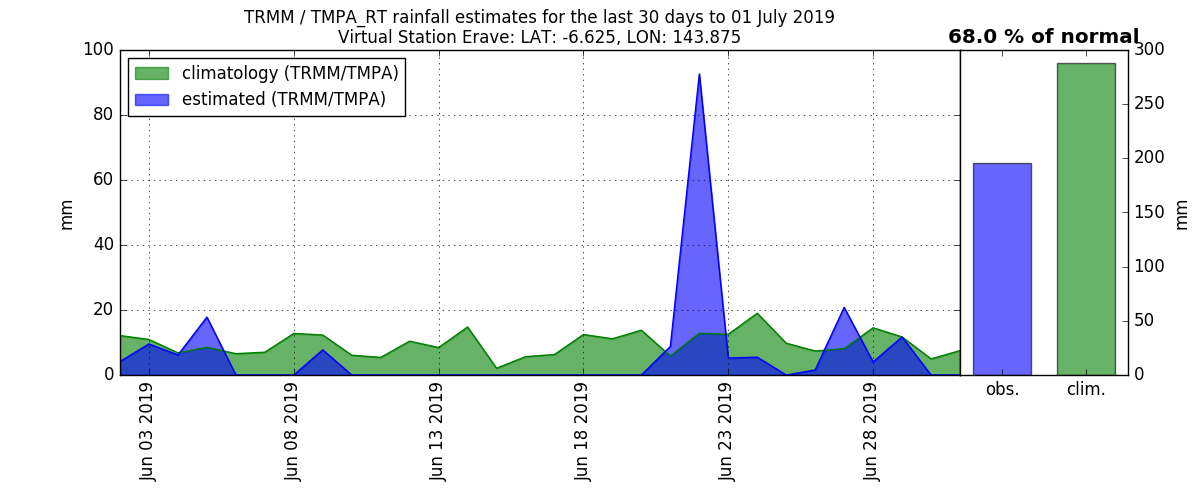 TRMM / TMPA_RT rainfall estimates for the last 30 days to 01 July 2019
Virtual Station Erave: LAT: -6.625, LON: 143.875
68.0 % of normal
climatology (TRMM/TMPA)
estimated (TRMM/TMPA)
100
80
60
40
20
0
mm
Jun 03 2019
Jun 08 2019
Jun 13 2019
Jun 18 2019
Jun 23 2019
Jun 28 2019
obs.
clim.
300
250
200
150
100
50
0
mm